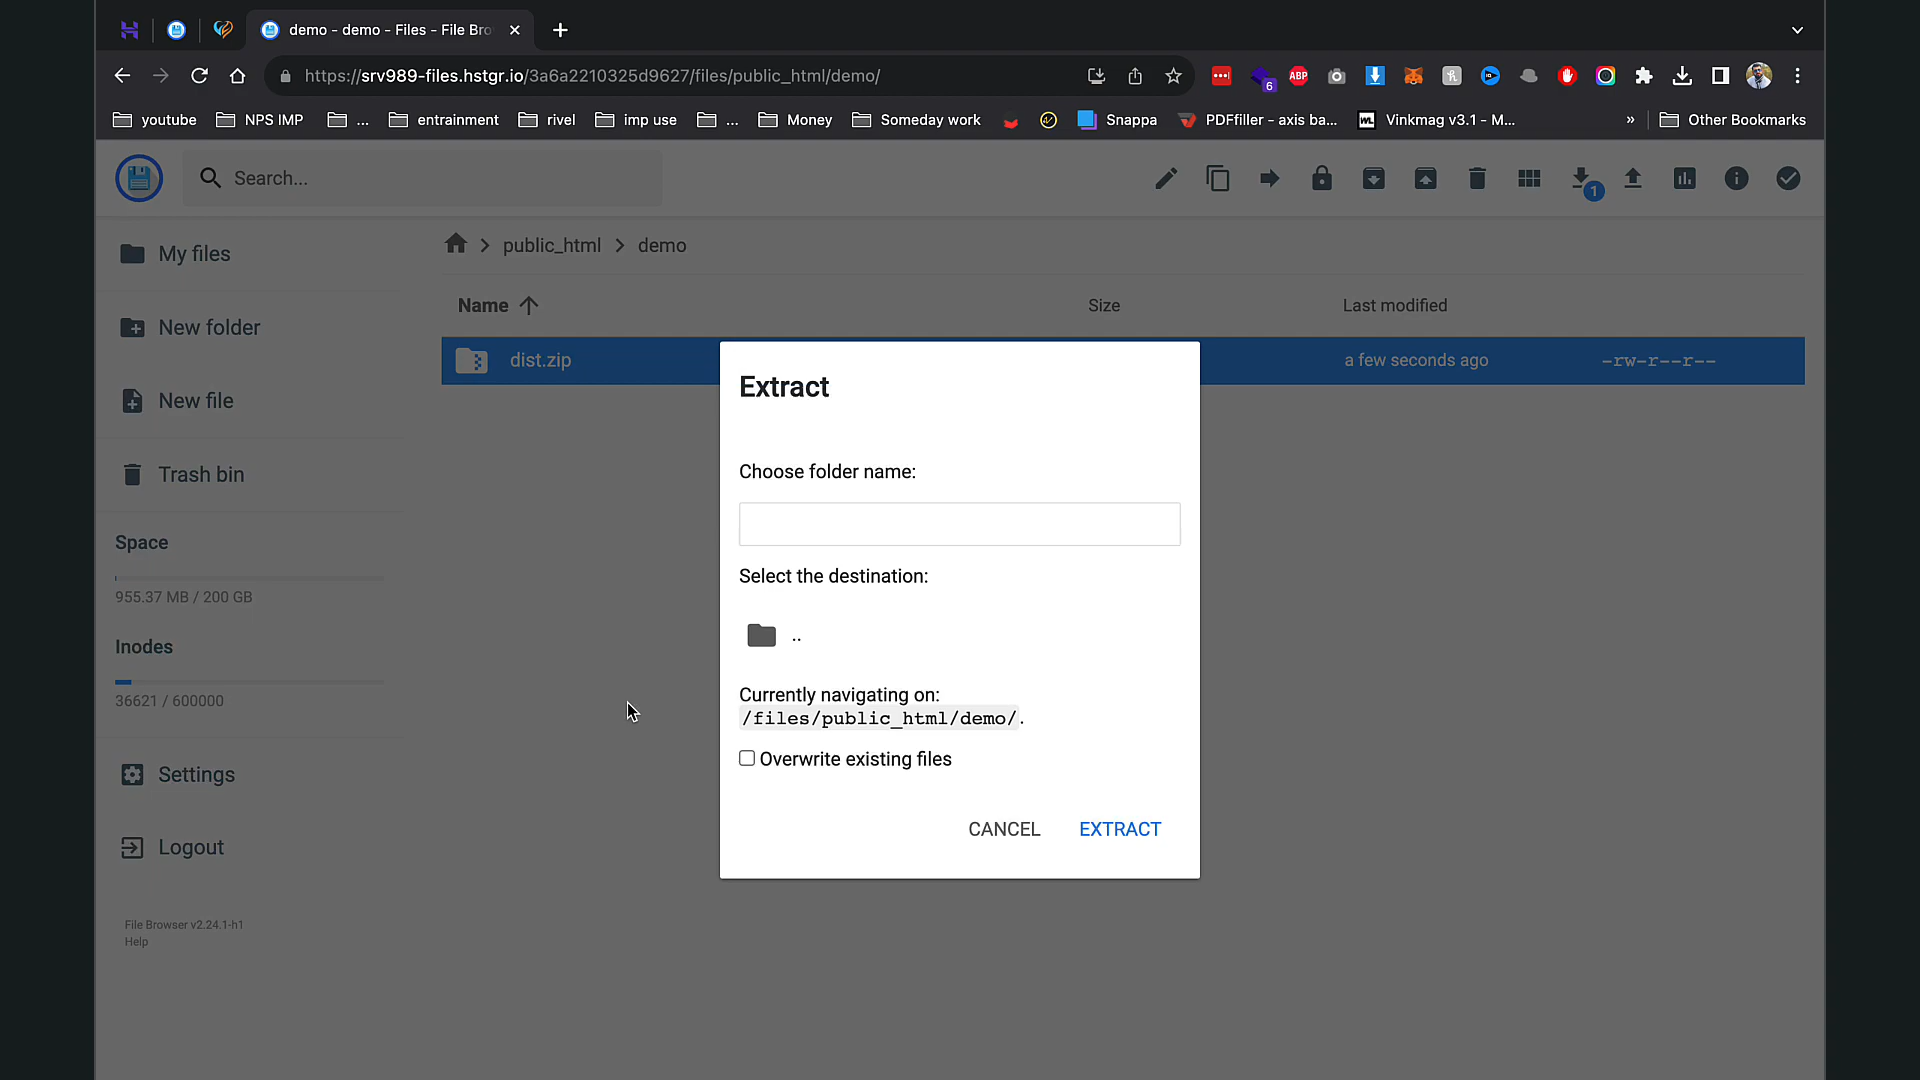 demo - demo - Files - File Bro
https://srv989-files.hstgr.io/3a6a2210325d9627/files/public_html/demo/
ABP
6
youtube
NPS IMP
...
entrainment
rivel
imp use
...
Money
Someday work
Snappa
PDFfiller - axis ba...
WL
Vinkmag v3.1 - M...
»
Other Bookmarks
Search...
1
My files
New folder
New file
Trash bin
Space
955.37 MB / 200 GB
Inodes
36621 / 600000
Settings
Logout
File Browser v2.24.1-h1
Help
public_html
demo
Name
Size
Last modified
dist.zip
a few seconds ago
-rw-r--r--
Extract
Choose folder name:
Select the destination:
..
Currently navigating on:
/files/public_html/demo/.
Overwrite existing files
CANCEL
EXTRACT